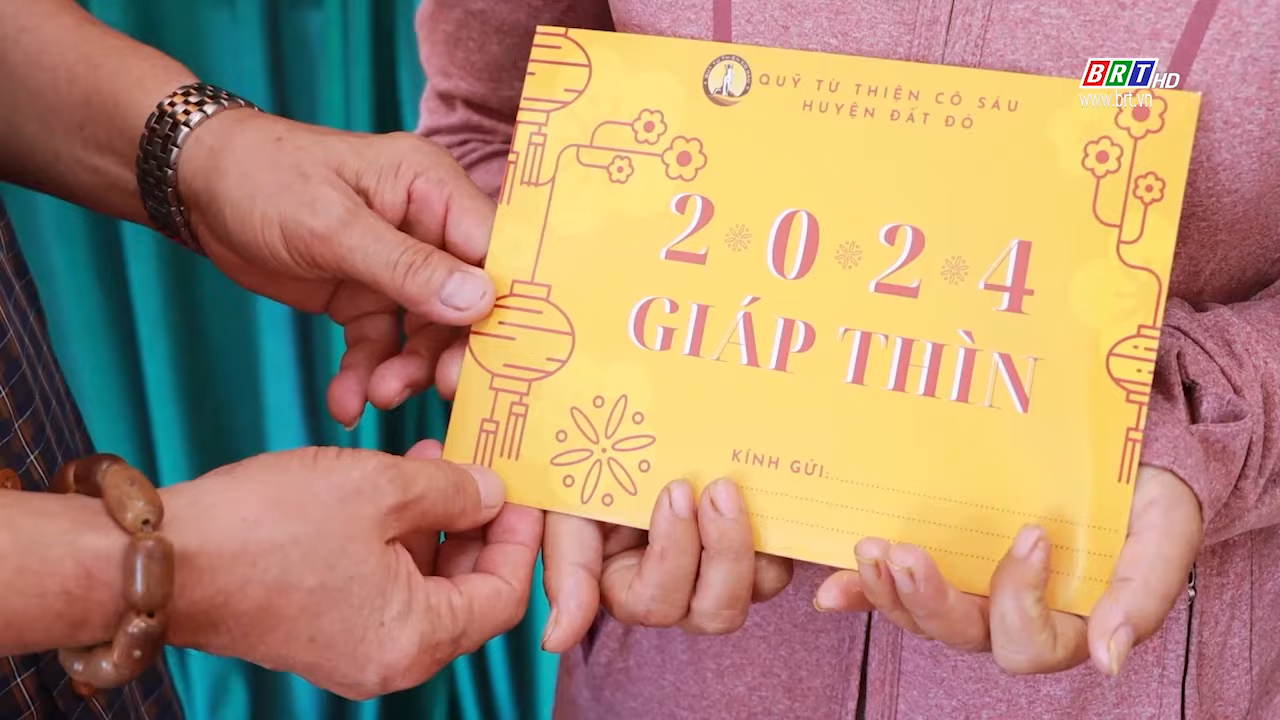 QUỸ TỪ THIỆN CÔ SÁU
HUYỆN ĐẤT ĐỎ
2024
GIÁP THÌN
KÍNH GỬI:
BRT HD
www.brt.vn